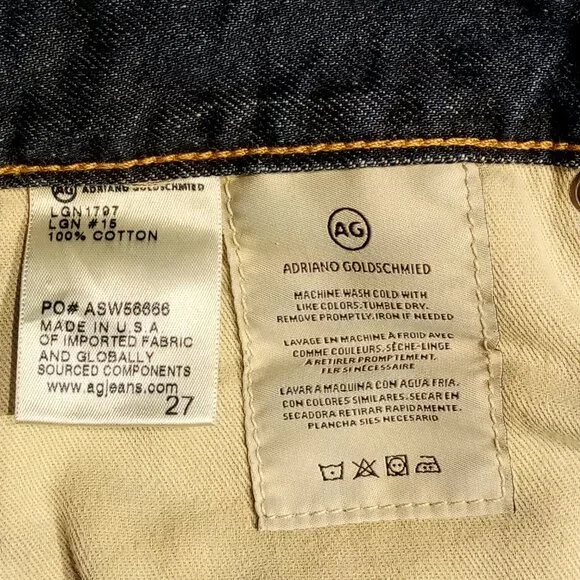 AG ADRIANO GOLDSCHMIED
LGN1797
LGN #15
100% COTTON
PO# ASW56666
MADE IN U.S.A
OF IMPORTED FABRIC
AND GLOBALLY
SOURCED COMPONENTS
www.agjeans.com
27
AG
ADRIANO GOLDSCHMIED
MACHINE WASH COLD WITH
LIKE COLORS. TUMBLE DRY.
REMOVE PROMPTLY. IRON IF NEEDED
LAVAGE EN MACHINE À FROID AVEC
COMME COULEURS. SÈCHE-LINGE.
A RETIRER PROMPTEMENT.
FER SI NÉCESSAIRE
LAVAR A MAQUINA CON AGUA FRIA.
CON COLORES SIMILARES. SECAR EN
SECADORA RETIRAR RAPIDAMENTE.
PLANCHA SIES NECESARIO